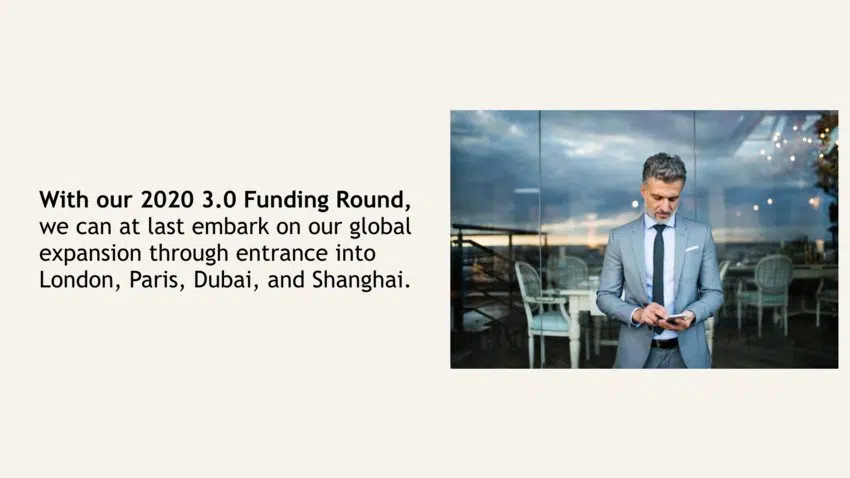 With our 2020 3.0 Funding Round,
we can at last embark on our global
expansion through entrance into
London, Paris, Dubai, and Shanghai.